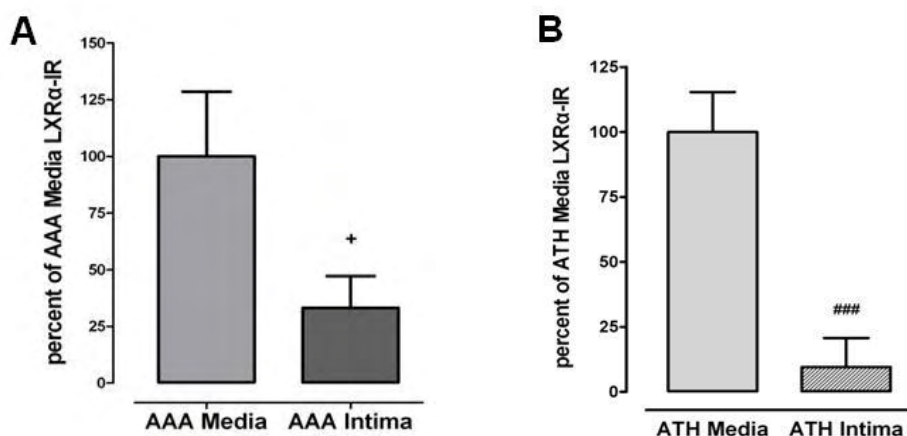 A
percent of AAA Media LXRα-IR
150
125
100
75
50
25
0
+
AAA Media
AAA Intima
B
percent of ATH Media LXRα-IR
125
100
75
50
25
0
###
ATH Media
ATH Intima